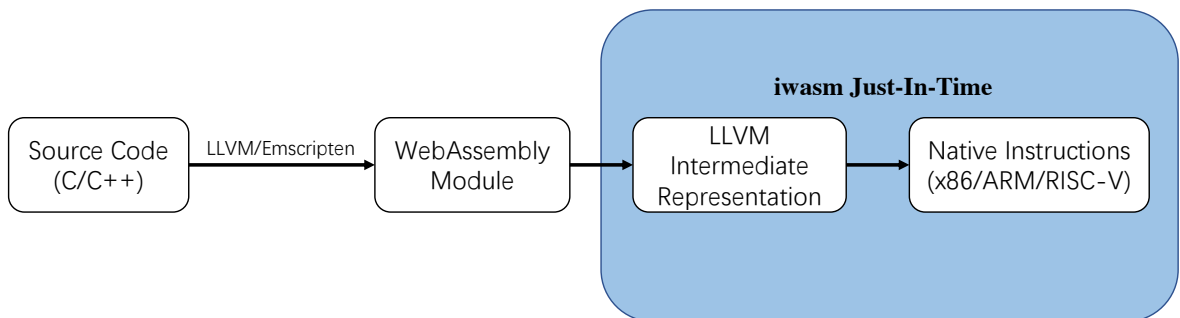 iwasm Just-In-Time
Source Code
(C/C++)
LLVM/Emscripten
WebAssembly
Module
LLVM
Intermediate
Representation
Native Instructions
(x86/ARM/RISC-V)